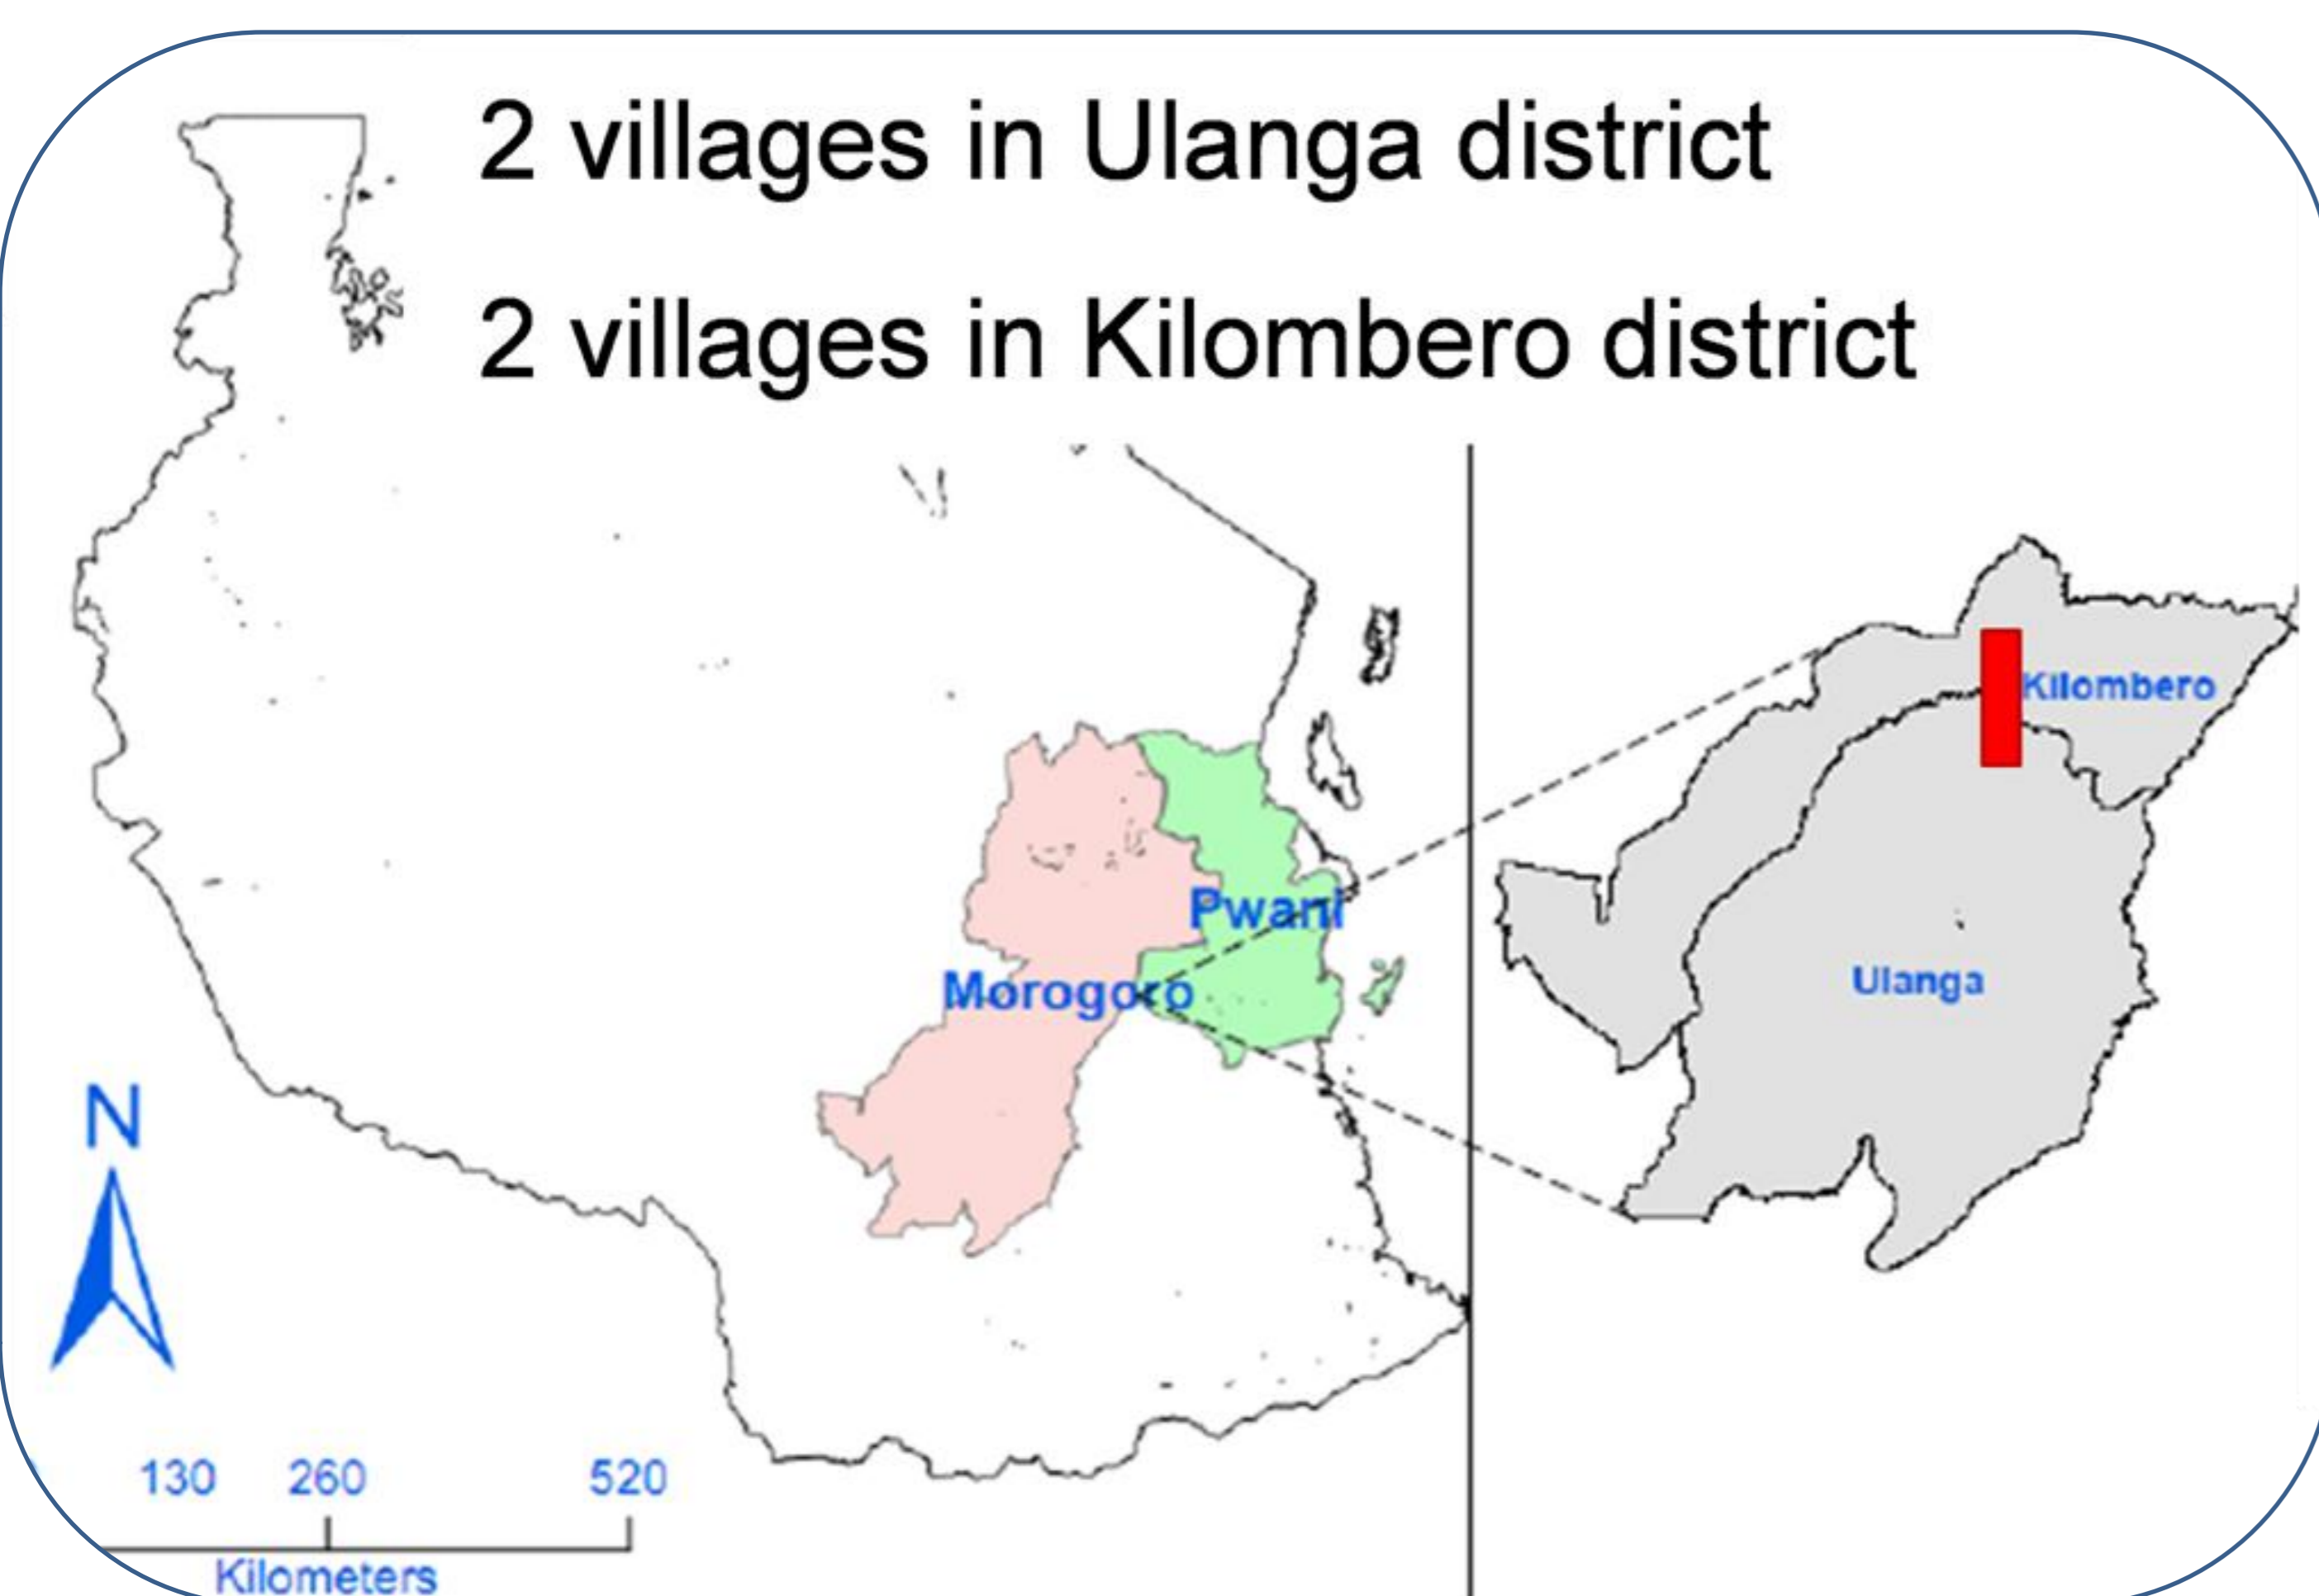 2 villages in Ulanga district
2 villages in Kilombero district
Kilombero
Pwani
Morogoro
Ulanga
N
130 260 520
Kilometers